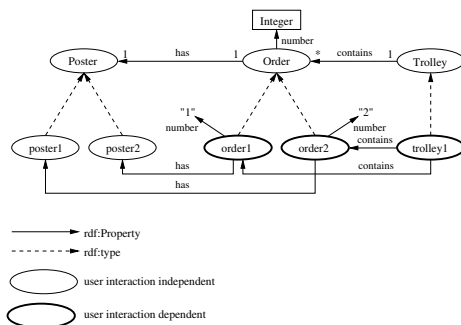 Integer
number
1 has 1 * contains 1
Poster Order Trolley
"1" "2"
number number
contains
poster1 poster2 order1 order2 trolley1
has contains
has
rdf:Property
rdf:type
user interaction independent
user interaction dependent